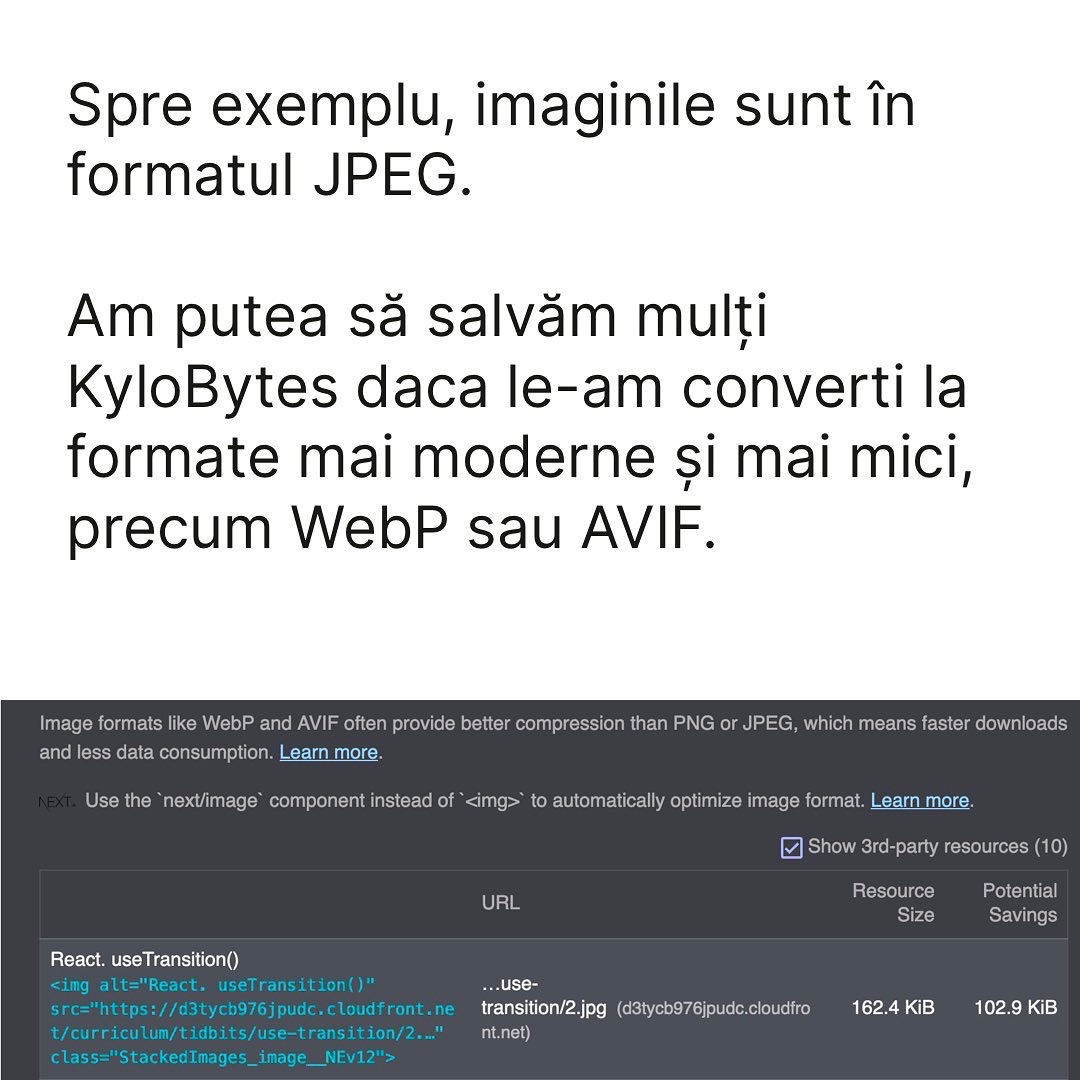 Spre exemplu, imaginile sunt în
formatul JPEG.
Am putea să salvăm mulți
KyloBytes daca le-am converti la
formate mai moderne și mai mici,
precum WebP sau AVIF.
Image formats like WebP and AVIF often provide better compression than PNG or JPEG, which means faster downloads
and less data consumption. Learn more.
NEXT. Use the `next/image` component instead of `<img>` to automatically optimize image format. Learn more.
Show 3rd-party resources (10)
URL
Resource
Size
Potential
Savings
React. useTransition()
<img alt="React. useTransition()"
src="https://d3tycb976jpudc.cloudfront.ne
t/curriculum/tidbits/use-transition/2.…"
class="StackedImages_image__NEv12">
…use-
transition/2.jpg (d3tycb976jpudc.cloudfro
nt.net)
162.4 KiB
102.9 KiB